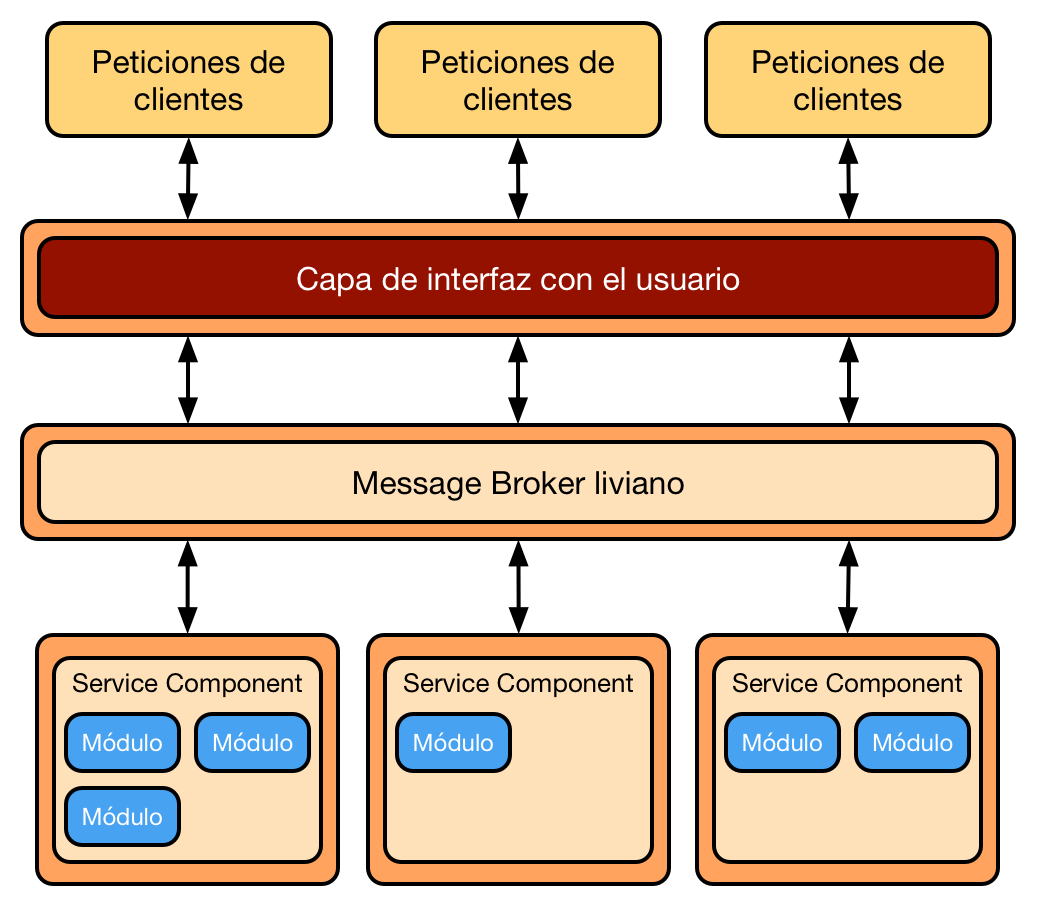 Peticiones de
clientes
Peticiones de
clientes
Peticiones de
clientes
Capa de interfaz con el usuario
Message Broker liviano
Service Component
Módulo
Módulo
Módulo
Service Component
Módulo
Service Component
Módulo
Módulo